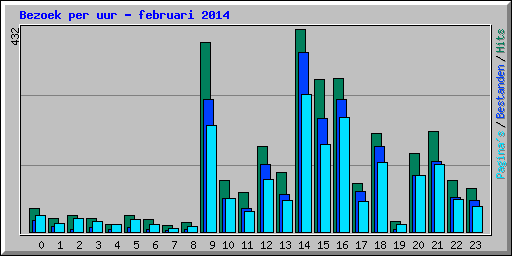 Bezoek per uur - februari 2014
432
Pagina's / Bestanden / Hits
0 1 2 3 4 5 6 7 8 9 10 11 12 13 14 15 16 17 18 19 20 21 22 23